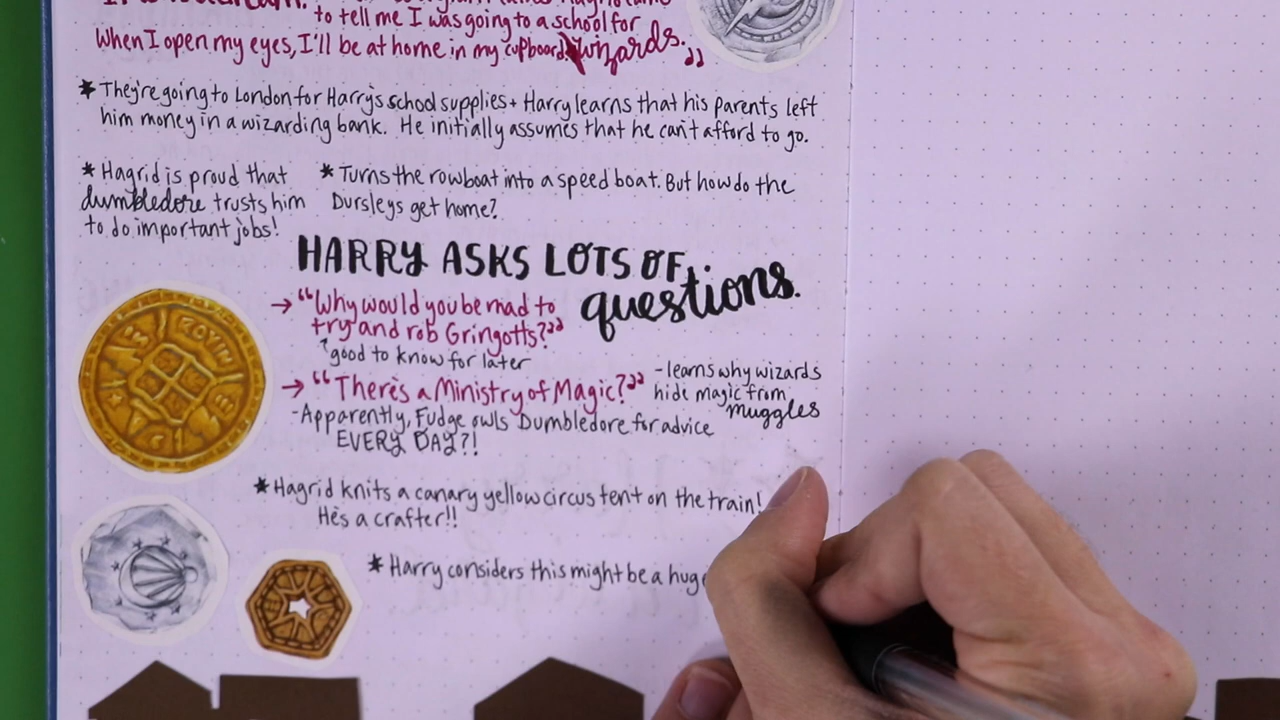 to tell me I was going to a school for
When I open my eyes, I'll be at home in my cupboard. wizards."
* They're going to London for Harry's school supplies + Harry learns that his parents left
him money in a wizarding bank. He initially assumes that he can't afford to go.
* Hagrid is proud that
dumbledore trusts him
to do important jobs!
* Turns the rowboat into a speed boat. But how do the
Dursleys get home?
HARRY ASKS LOTS OF
questions.
→ "Why would you be mad to
try and rob Gringotts?"
↑ good to know for later
→ "There's a Ministry of Magic?"
- learns why wizards
hide magic from
muggles
- Apparently, Fudge owls Dumbledore for advice
EVERY DAY?!
* Hagrid knits a canary yellow circus tent on the train!
He's a crafter!!
* Harry considers this might be a huge